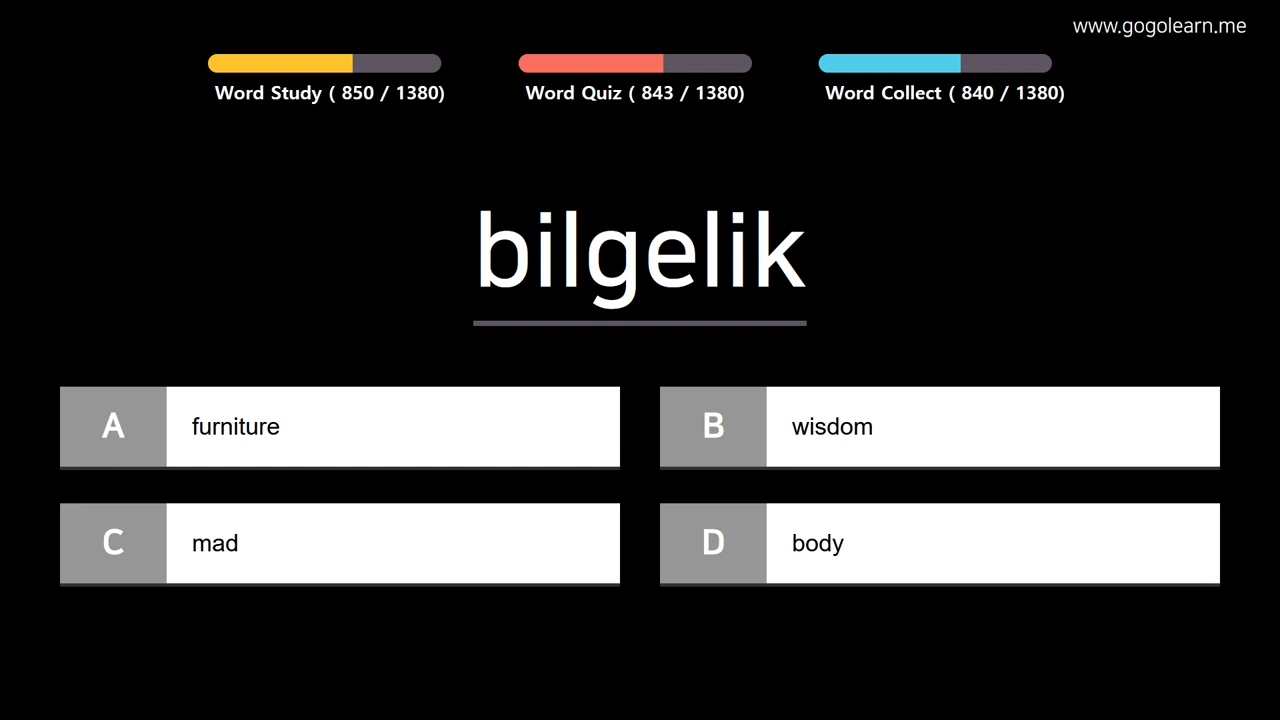 www.gogolearn.me
Word Study ( 850 / 1380)
Word Quiz ( 843 / 1380)
Word Collect ( 840 / 1380)
bilgelik
A furniture
B wisdom
C mad
D body